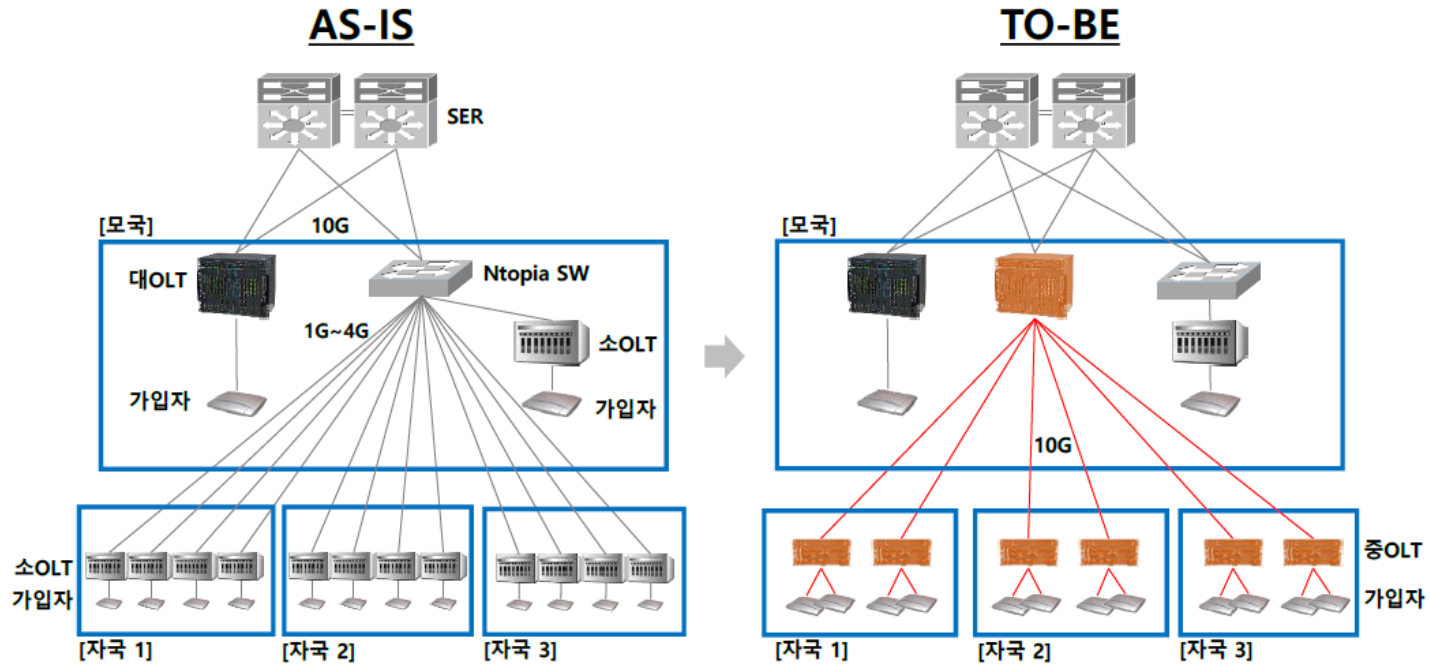 AS-IS
TO-BE
SER
[모국]
10G
[모국]
대OLT
Ntopia SW
1G~4G
소OLT
가입자
가입자
10G
소OLT
가입자
중OLT
가입자
[자국 1]
[자국 2]
[자국 3]
[자국 1]
[자국 2]
[자국 3]